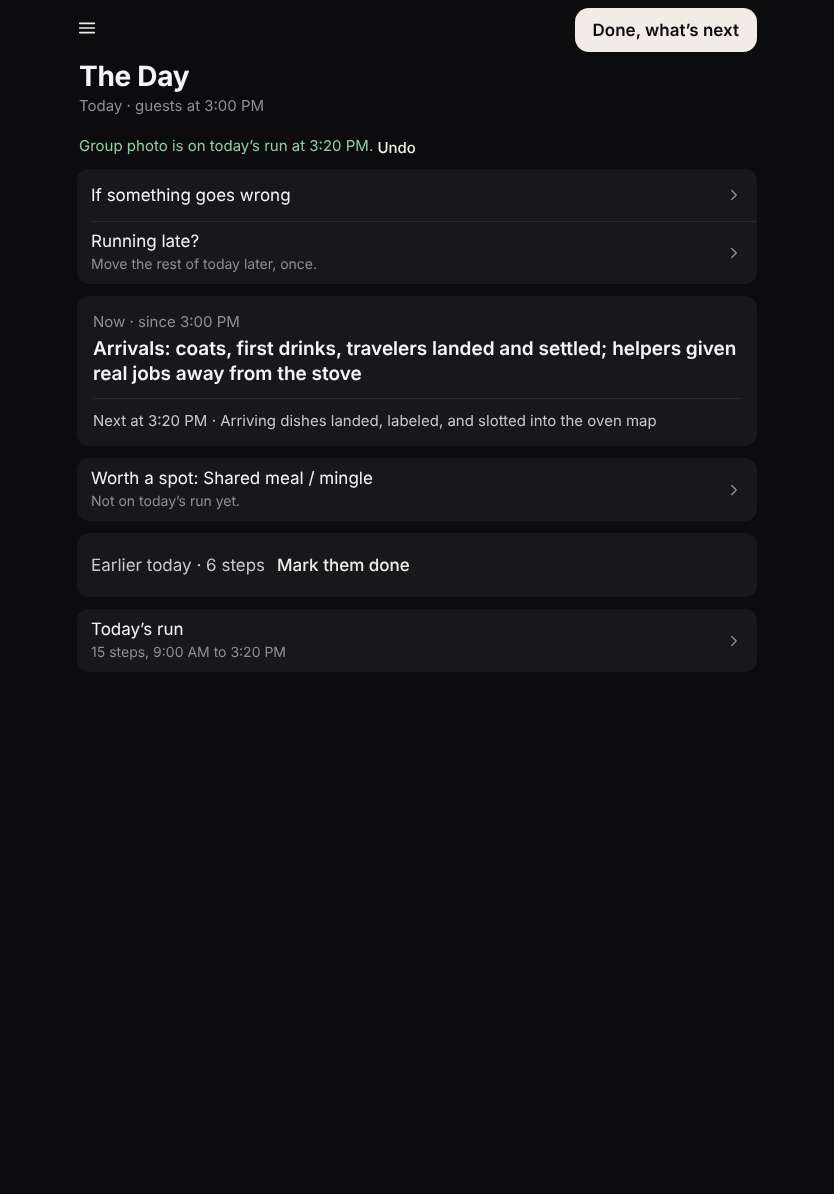 Done, what’s next
The Day
Today · guests at 3:00 PM
Group photo is on today’s run at 3:20 PM. Undo
If something goes wrong
Running late?
Move the rest of today later, once.
Now · since 3:00 PM
Arrivals: coats, first drinks, travelers landed and settled; helpers given
real jobs away from the stove
Next at 3:20 PM · Arriving dishes landed, labeled, and slotted into the oven map
Worth a spot: Shared meal / mingle
Not on today’s run yet.
Earlier today · 6 steps Mark them done
Today’s run
15 steps, 9:00 AM to 3:20 PM